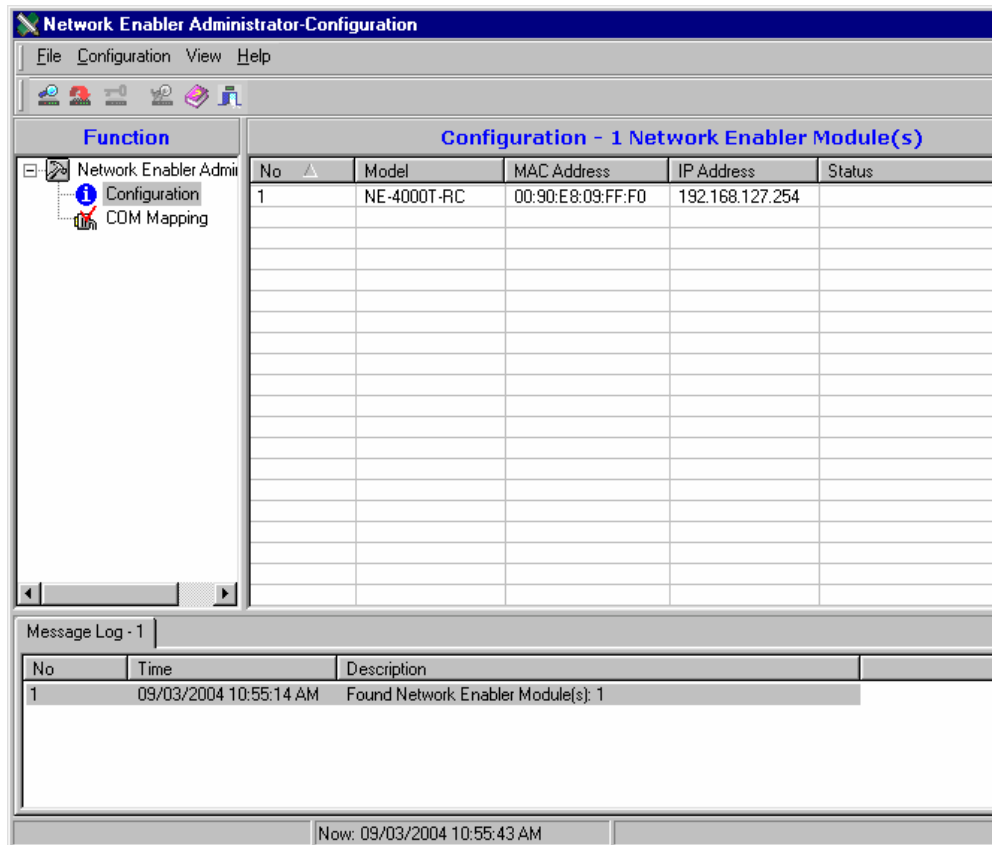 Network Enabler Administrator-Configuration
File Configuration View Help
Function
Configuration - 1 Network Enabler Module(s)
Network Enabler Admii
Configuration
COM Mapping
No Model MAC Address IP Address Status
1 NE-4000T-RC 00:90:E8:09:FF:F0 192.168.127.254
Message Log - 1
No Time Description
1 09/03/2004 10:55:14 AM Found Network Enabler Module(s): 1
Now: 09/03/2004 10:55:43 AM